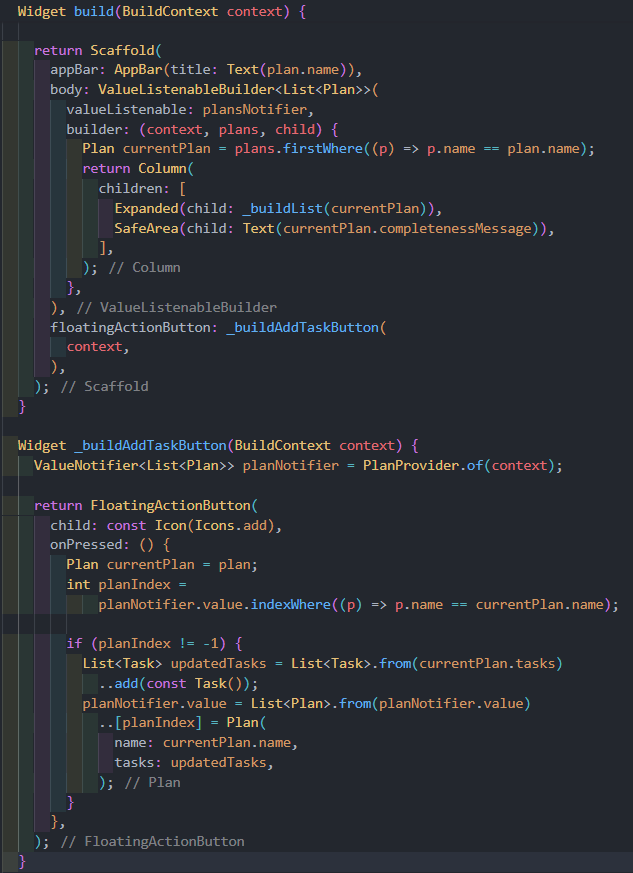 Widget build(BuildContext context) {
return Scaffold(
appBar: AppBar(title: Text(plan.name)),
body: ValueListenableBuilder<List<Plan>>(
valueListenable: plansNotifier,
builder: (context, plans, child) {
Plan currentPlan = plans.firstWhere((p) => p.name == plan.name);
return Column(
children: [
Expanded(child: _buildList(currentPlan)),
SafeArea(child: Text(currentPlan.completenessMessage)),
],
); // Column
},
), // ValueListenableBuilder
floatingActionButton: _buildAddTaskButton(
context,
),
); // Scaffold
}
Widget _buildAddTaskButton(BuildContext context) {
ValueNotifier<List<Plan>> planNotifier = PlanProvider.of(context);
return FloatingActionButton(
child: const Icon(Icons.add),
onPressed: () {
Plan currentPlan = plan;
int planIndex =
planNotifier.value.indexWhere((p) => p.name == currentPlan.name);
if (planIndex != -1) {
List<Task> updatedTasks = List<Task>.from(currentPlan.tasks)
..add(const Task());
planNotifier.value = List<Plan>.from(planNotifier.value)
..[planIndex] = Plan(
name: currentPlan.name,
tasks: updatedTasks,
); // Plan
}
},
); // FloatingActionButton
}